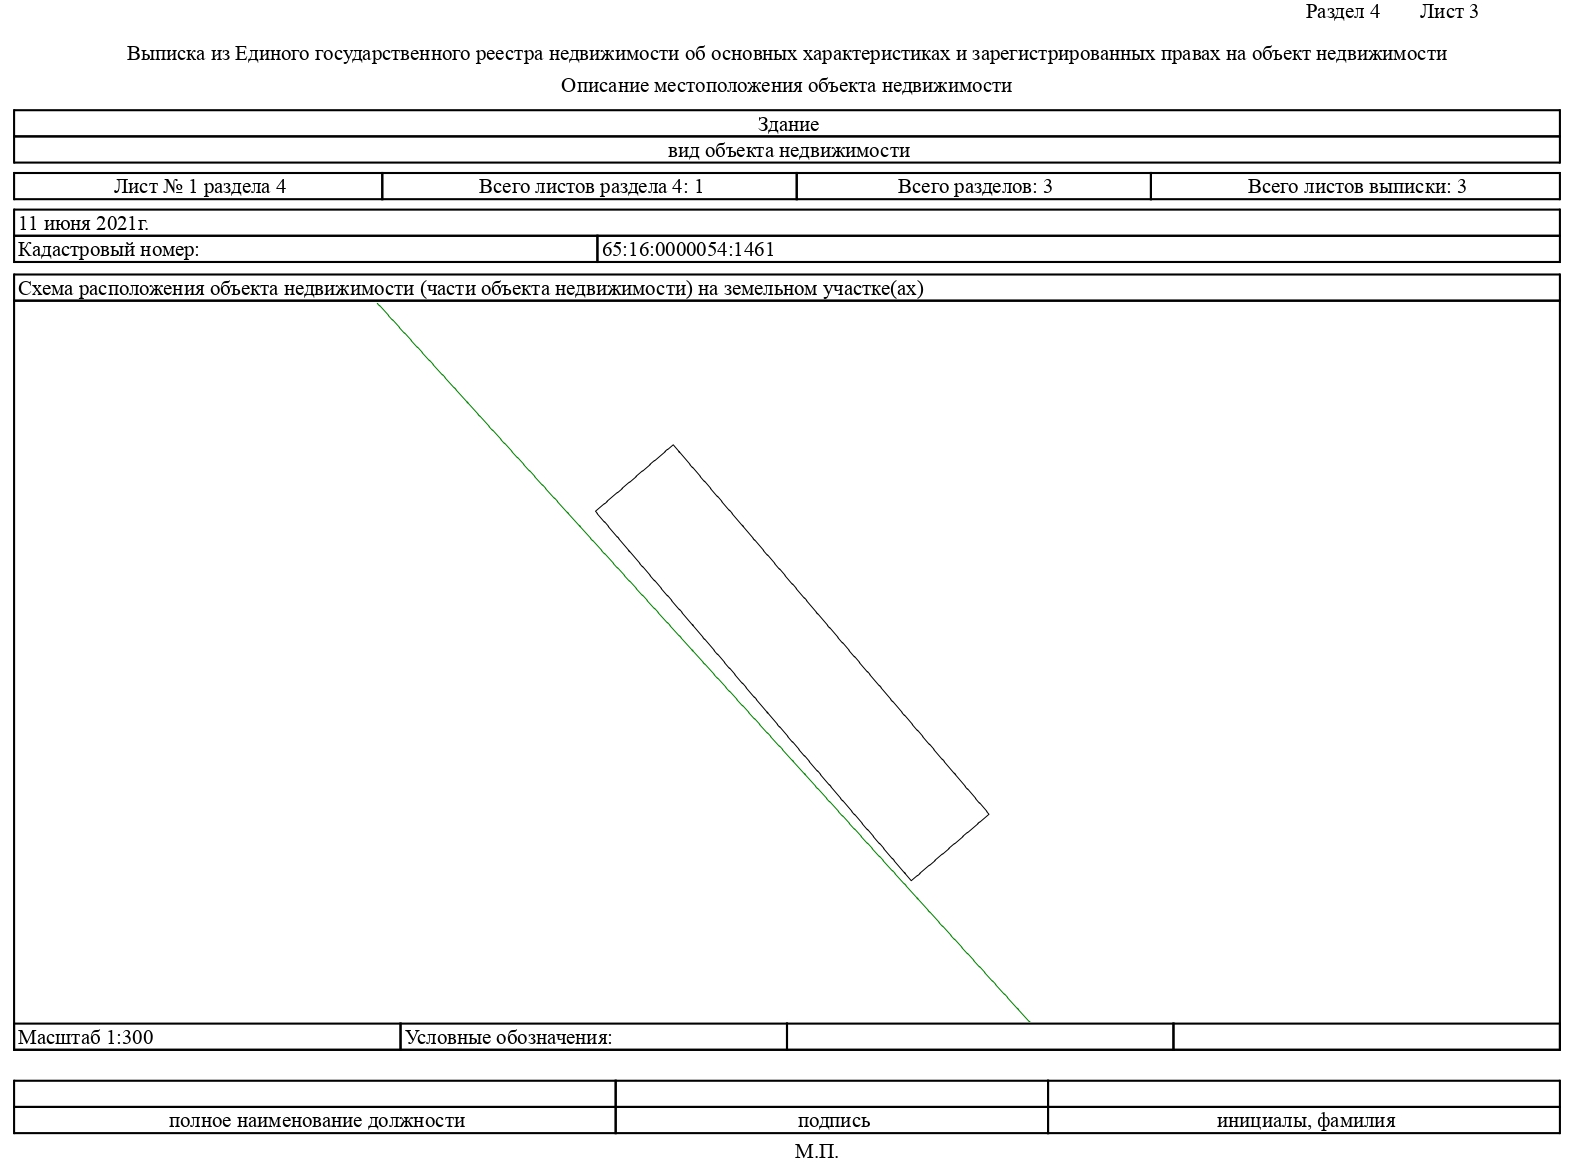 Раздел 4 Лист 3
Выписка из Единого государственного реестра недвижимости об основных характеристиках и зарегистрированных правах на объект недвижимости
Описание местоположения объекта недвижимости
Здание
вид объекта недвижимости
Лист № 1 раздела 4 Всего листов раздела 4: 1 Всего разделов: 3 Всего листов выписки: 3
11 июня 2021г.
Кадастровый номер: 65:16:0000054:1461
Схема расположения объекта недвижимости (части объекта недвижимости) на земельном участке(ах)
Масштаб 1:300 Условные обозначения:
полное наименование должности подпись инициалы, фамилия
М.П.